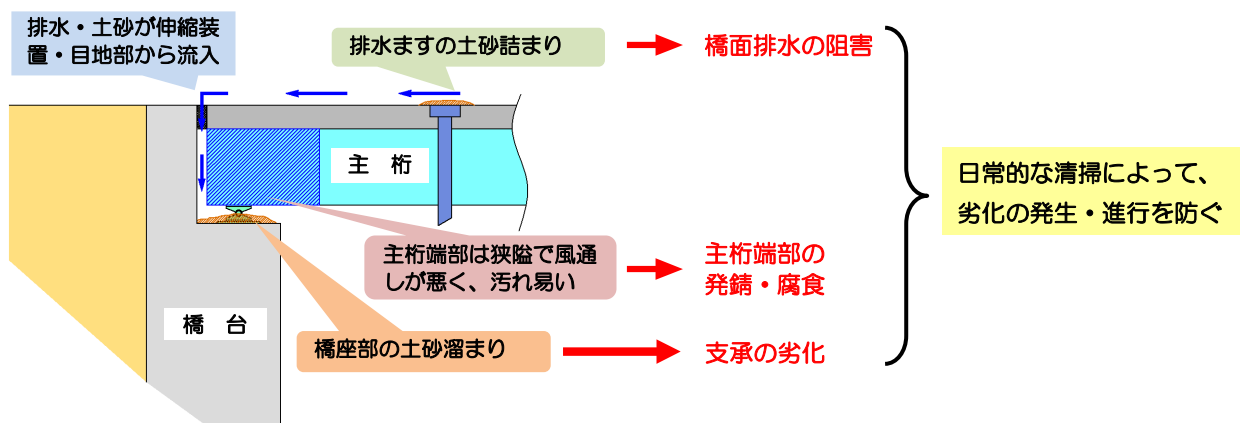 排水・土砂が伸縮装
置・目地部から流入
排水ますの土砂詰まり
橋面排水の阻害
主 桁
日常的な清掃によって、
劣化の発生・進行を防ぐ
主桁端部は狭隘で風通
しが悪く、汚れ易い
主桁端部の
発錆・腐食
橋 台
橋座部の土砂溜まり
支承の劣化